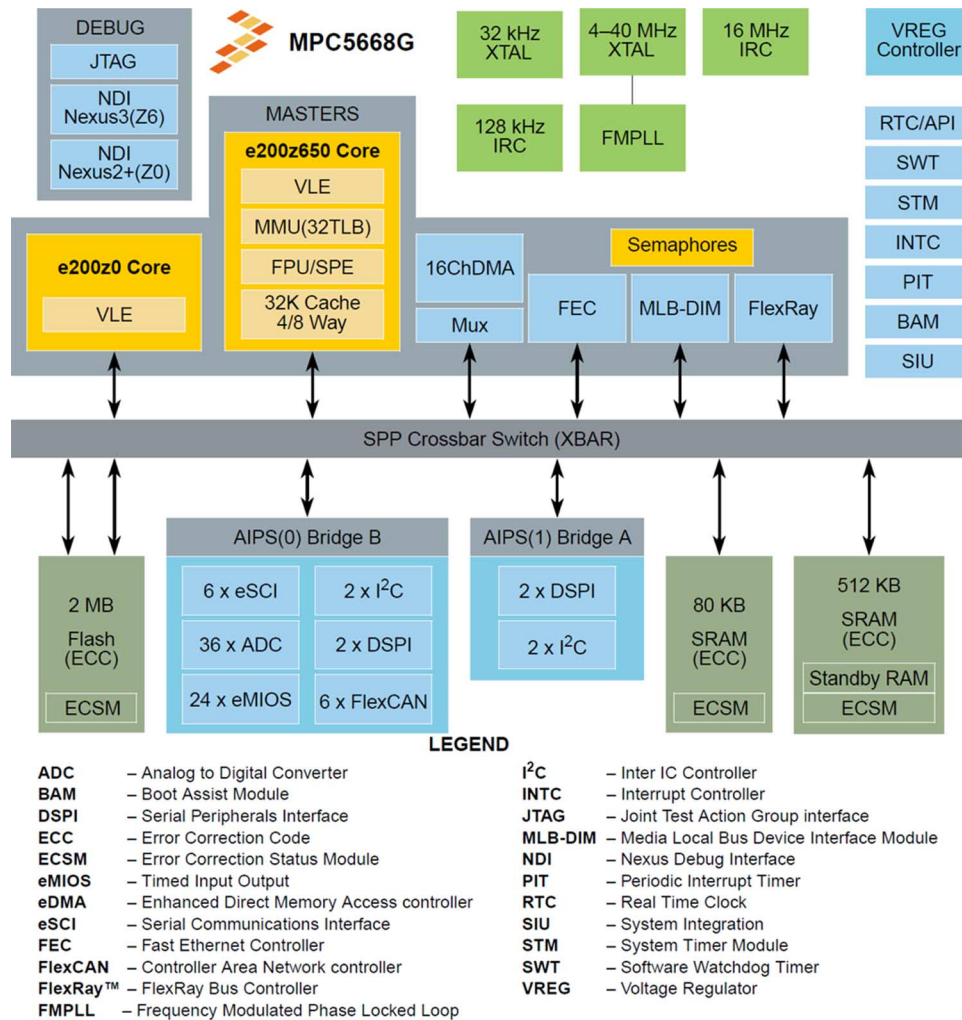 DEBUG
JTAG
NDI
Nexus3(Z6)
NDI
Nexus2+(Z0)
MPC5668G
32 kHz
XTAL
4–40 MHz
XTAL
16 MHz
IRC
128 kHz
IRC
FMPLL
VREG
Controller
RTC/API
SWT
STM
INTC
PIT
BAM
SIU
MASTERS
e200z650 Core
VLE
MMU(32TLB)
FPU/SPE
32K Cache
4/8 Way
e200z0 Core
VLE
16ChDMA
Mux
Semaphores
FEC
MLB-DIM
FlexRay
SPP Crossbar Switch (XBAR)
2 MB
Flash
(ECC)
ECSM
AIPS(0) Bridge B
6 x eSCI
2 x I²C
36 x ADC
2 x DSPI
24 x eMIOS
6 x FlexCAN
AIPS(1) Bridge A
2 x DSPI
2 x I²C
80 KB
SRAM
(ECC)
ECSM
512 KB
SRAM
(ECC)
Standby RAM
ECSM
LEGEND
ADC – Analog to Digital Converter
BAM – Boot Assist Module
DSPI – Serial Peripherals Interface
ECC – Error Correction Code
ECSM – Error Correction Status Module
eMIOS – Timed Input Output
eDMA – Enhanced Direct Memory Access controller
eSCI – Serial Communications Interface
FEC – Fast Ethernet Controller
FlexCAN – Controller Area Network controller
FlexRay™ – FlexRay Bus Controller
FMPLL – Frequency Modulated Phase Locked Loop
I²C – Inter IC Controller
INTC – Interrupt Controller
JTAG – Joint Test Action Group interface
MLB-DIM – Media Local Bus Device Interface Module
NDI – Nexus Debug Interface
PIT – Periodic Interrupt Timer
RTC – Real Time Clock
SIU – System Integration
STM – System Timer Module
SWT – Software Watchdog Timer
VREG – Voltage Regulator